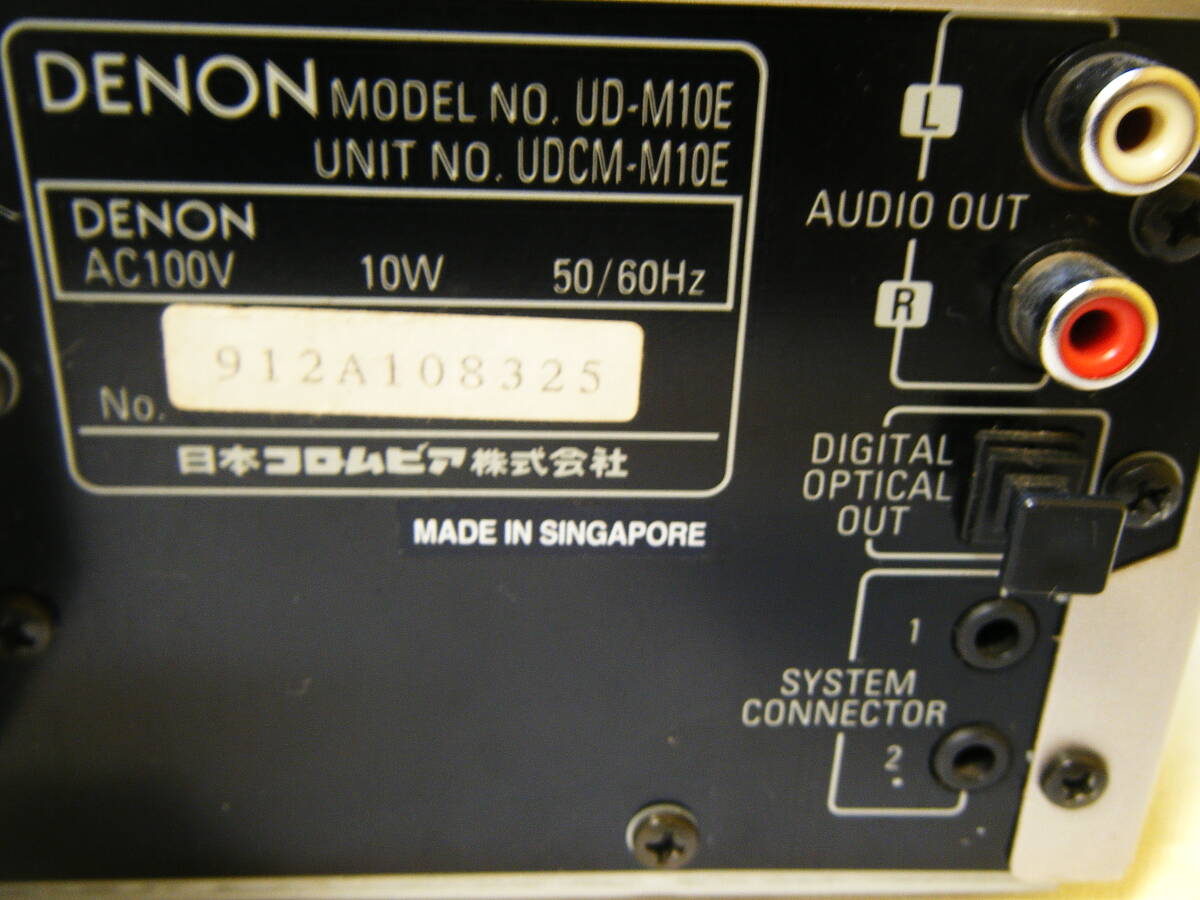 DENON MODEL NO. UD-M10E
UNIT NO. UDCM-M10E
DENON
AC100V 10W 50/60Hz
No. 912A108325
日本コロムビア株式会社
MADE IN SINGAPORE
L
AUDIO OUT
R
DIGITAL
OPTICAL
OUT
1
SYSTEM
CONNECTOR
2